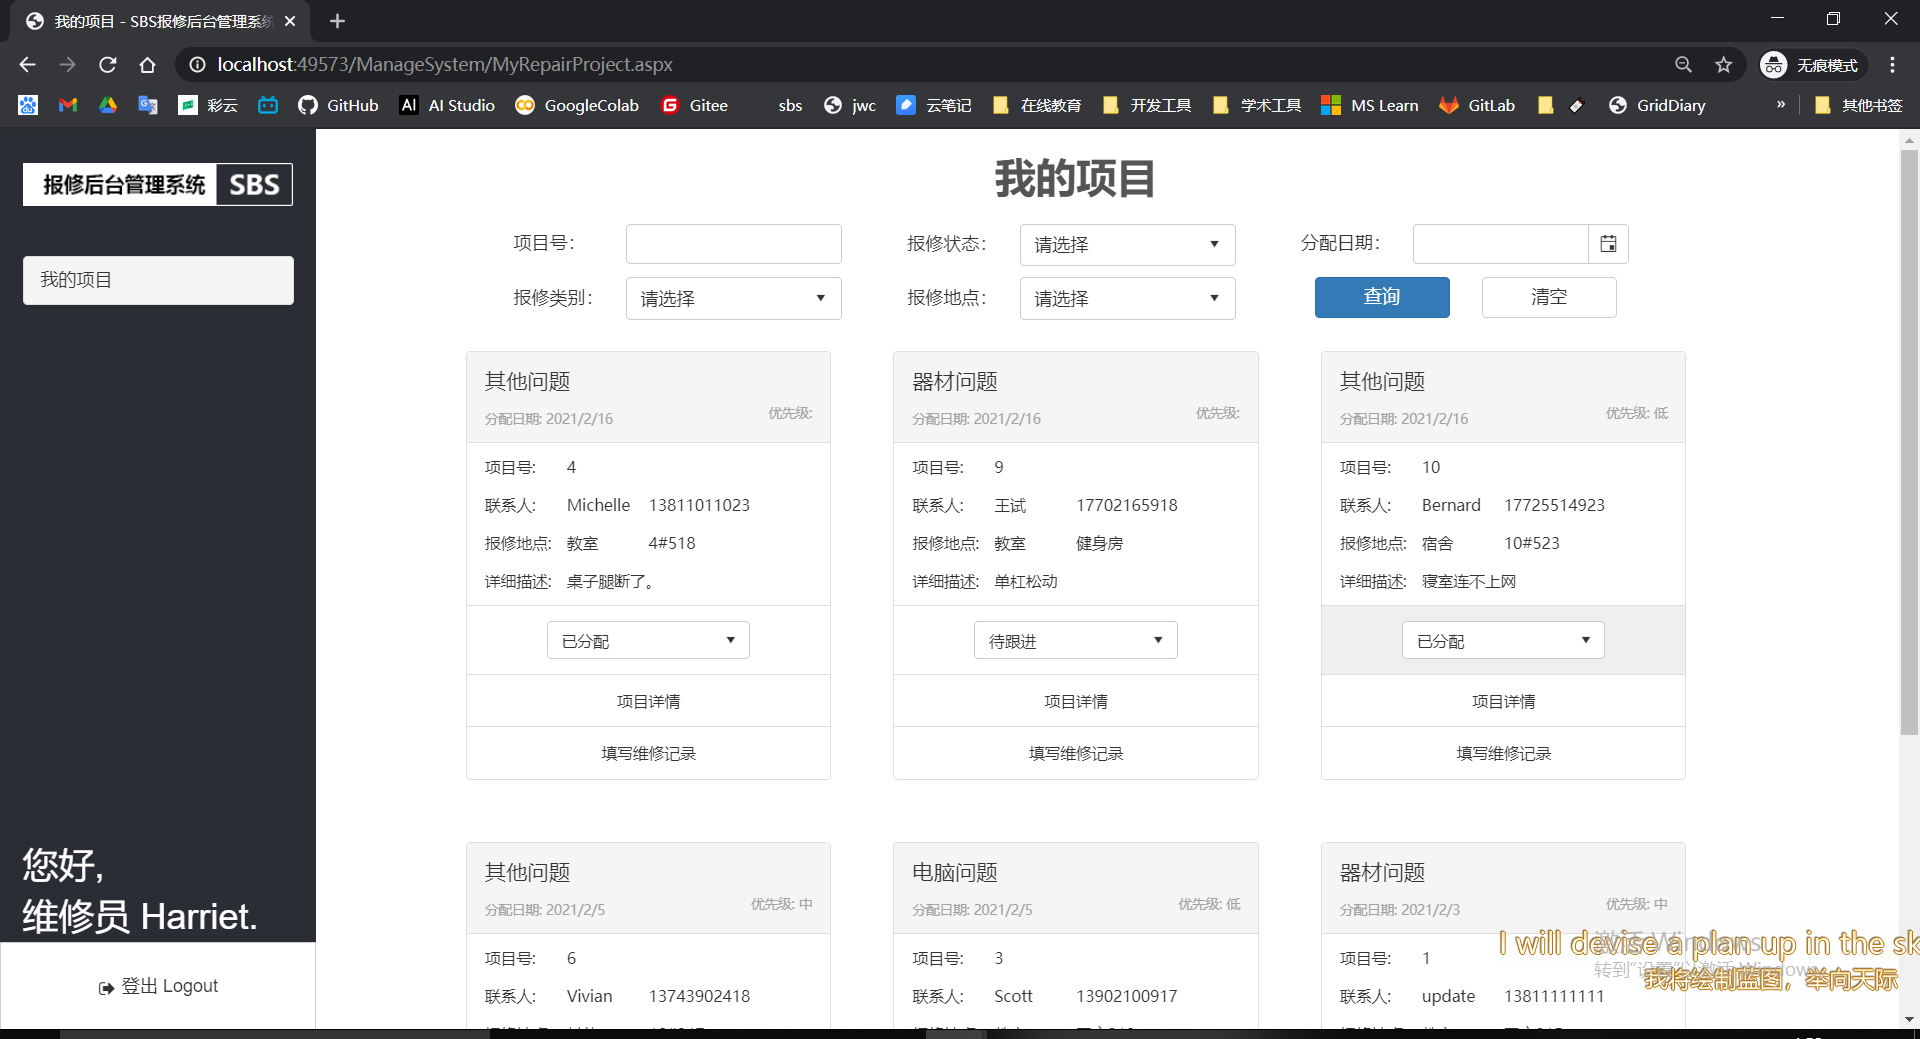 我的项目 - SBS报修后台管理系统
localhost:49573/ManageSystem/MyRepairProject.aspx
无痕模式
彩云
GitHub
AI AI Studio
GoogleColab
Gitee
sbs
jwc
云笔记
在线教育
开发工具
学术工具
MS Learn
GitLab
GridDiary
»
其他书签
报修后台管理系统 SBS
我的项目
您好,
维修员 Harriet.
登出 Logout
我的项目
项目号: 报修状态: 请选择 分配日期:
报修类别: 请选择 报修地点: 请选择 查询 清空
其他问题
分配日期: 2021/2/16 优先级:
项目号: 4
联系人: Michelle 13811011023
报修地点: 教室 4#518
详细描述: 桌子腿断了。
已分配
项目详情
填写维修记录
器材问题
分配日期: 2021/2/16 优先级:
项目号: 9
联系人: 王试 17702165918
报修地点: 教室 健身房
详细描述: 单杠松动
待跟进
项目详情
填写维修记录
其他问题
分配日期: 2021/2/16 优先级: 低
项目号: 10
联系人: Bernard 17725514923
报修地点: 宿舍 10#523
详细描述: 寝室连不上网
已分配
项目详情
填写维修记录
其他问题
分配日期: 2021/2/5 优先级: 中
项目号: 6
联系人: Vivian 13743902418
电脑问题
分配日期: 2021/2/5 优先级: 低
项目号: 3
联系人: Scott 13902100917
器材问题
分配日期: 2021/2/3 优先级: 中
项目号: 1
联系人: update 13811111111
激活 Windows
转到“设置”以激活 Windows。
I will devise a plan up in the sk
我将绘制蓝图，举向天际